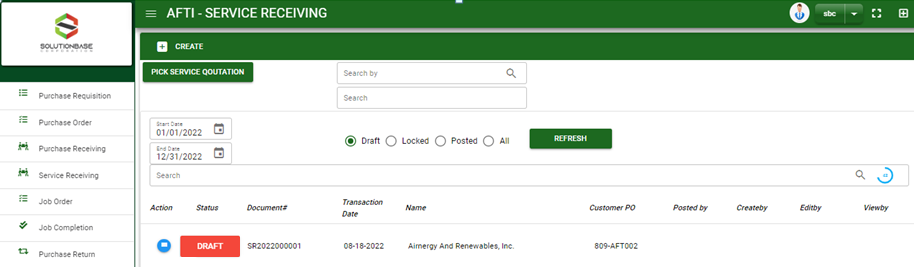 AFTI - SERVICE RECEIVING
sbc
SOLUTIONBASE
CORPORATION
CREATE
PICK SERVICE QOUTATION
Search by
Search
Purchase Requisition
Purchase Order
Purchase Receiving
Service Receiving
Job Order
Job Completion
Purchase Return
Start Date
01/01/2022
End Date
12/31/2022
Draft
Locked
Posted
All
REFRESH
Search
Action Status Document# Transaction Date Name Customer PO Posted by Createby Editby Viewby
DRAFT SR2022000001 08-18-2022 Airnergy And Renewables, Inc. 809-AFT002